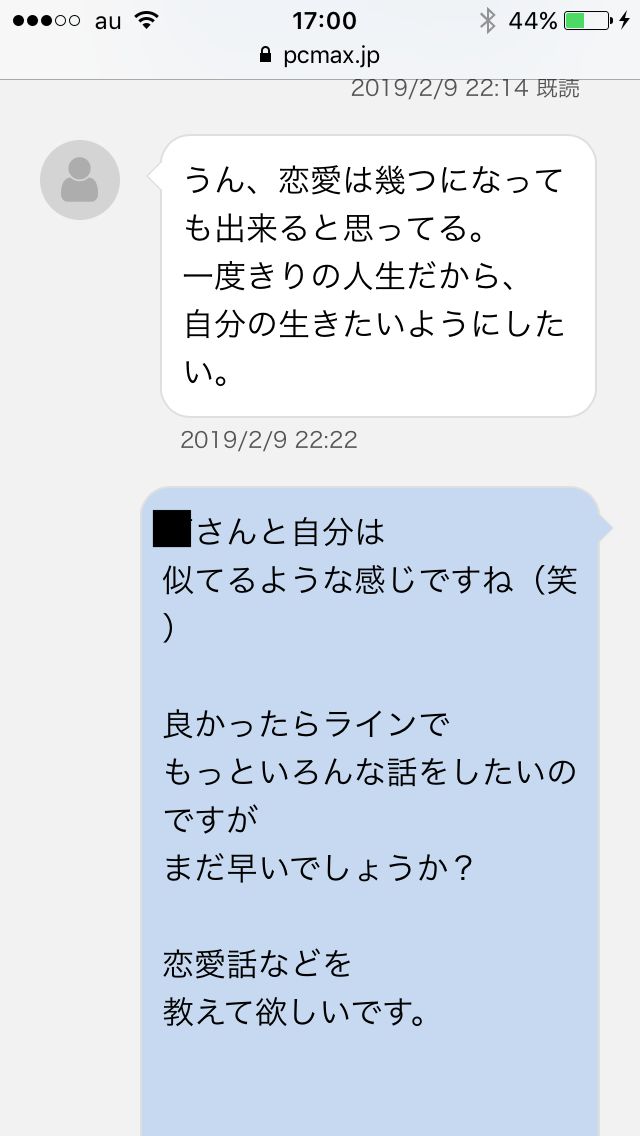 au 17:00 44%
pcmax.jp
2019/2/9 22:14 既読
うん、恋愛は幾つになって
も出来ると思ってる。
一度きりの人生だから、
自分の生きたいようにした
い。
2019/2/9 22:22
さんと自分は
似てるような感じですね（笑
）
良かったらラインで
もっといろんな話をしたいの
ですが
まだ早いでしょうか？
恋愛話などを
教えて欲しいです。